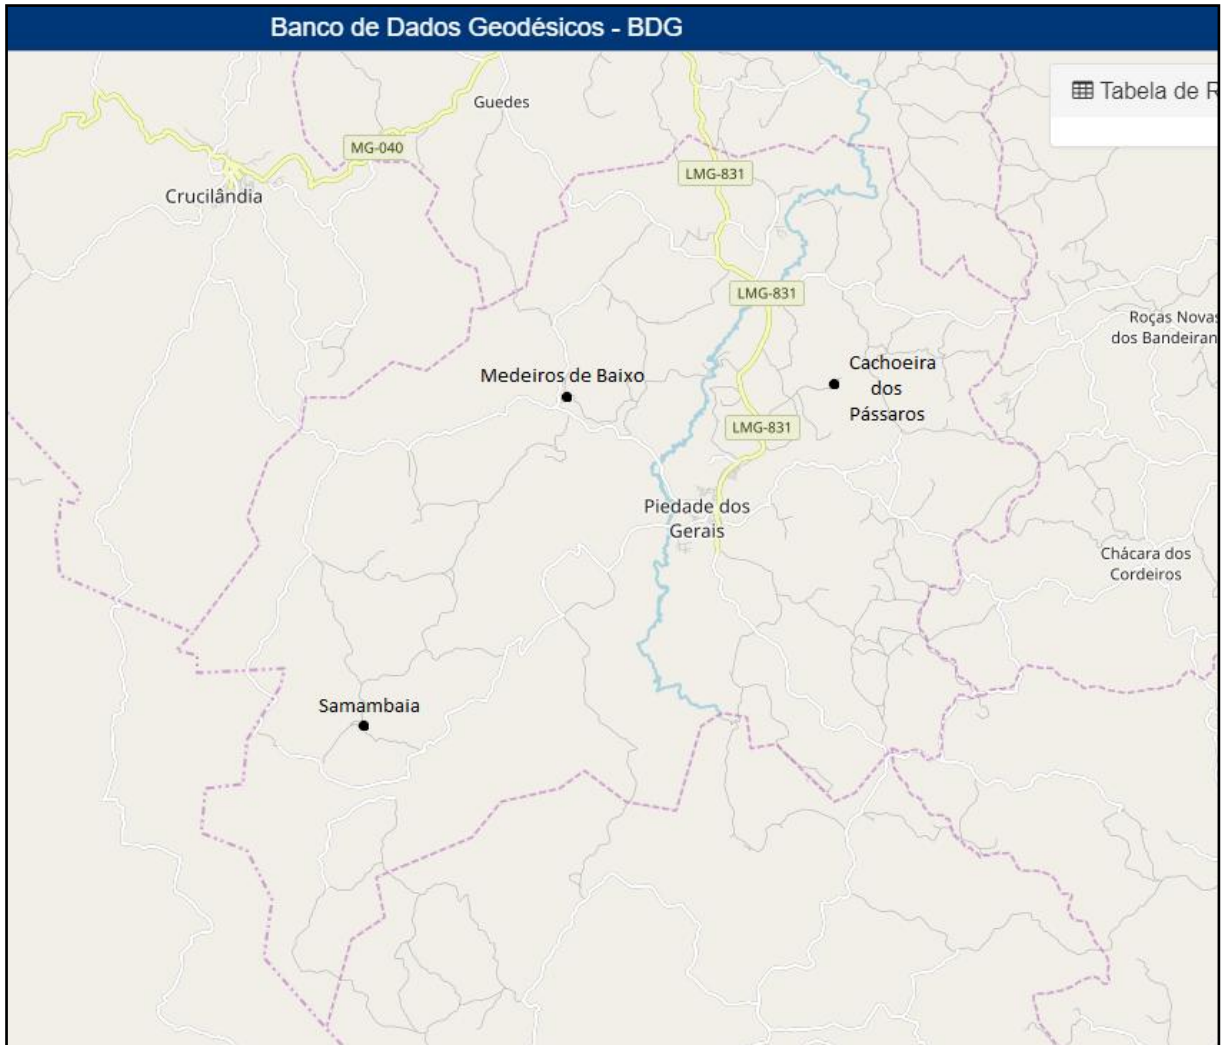 Banco de Dados Geodésicos - BDG
Tabela de R
Guedes
MG-040
LMG-831
Crucilândia
LMG-831
Roças Novas
dos Bandeiran
Medeiros de Baixo
Cachoeira
dos
Pássaros
LMG-831
Piedade dos
Gerais
Chácara dos
Cordeiros
Samambaia